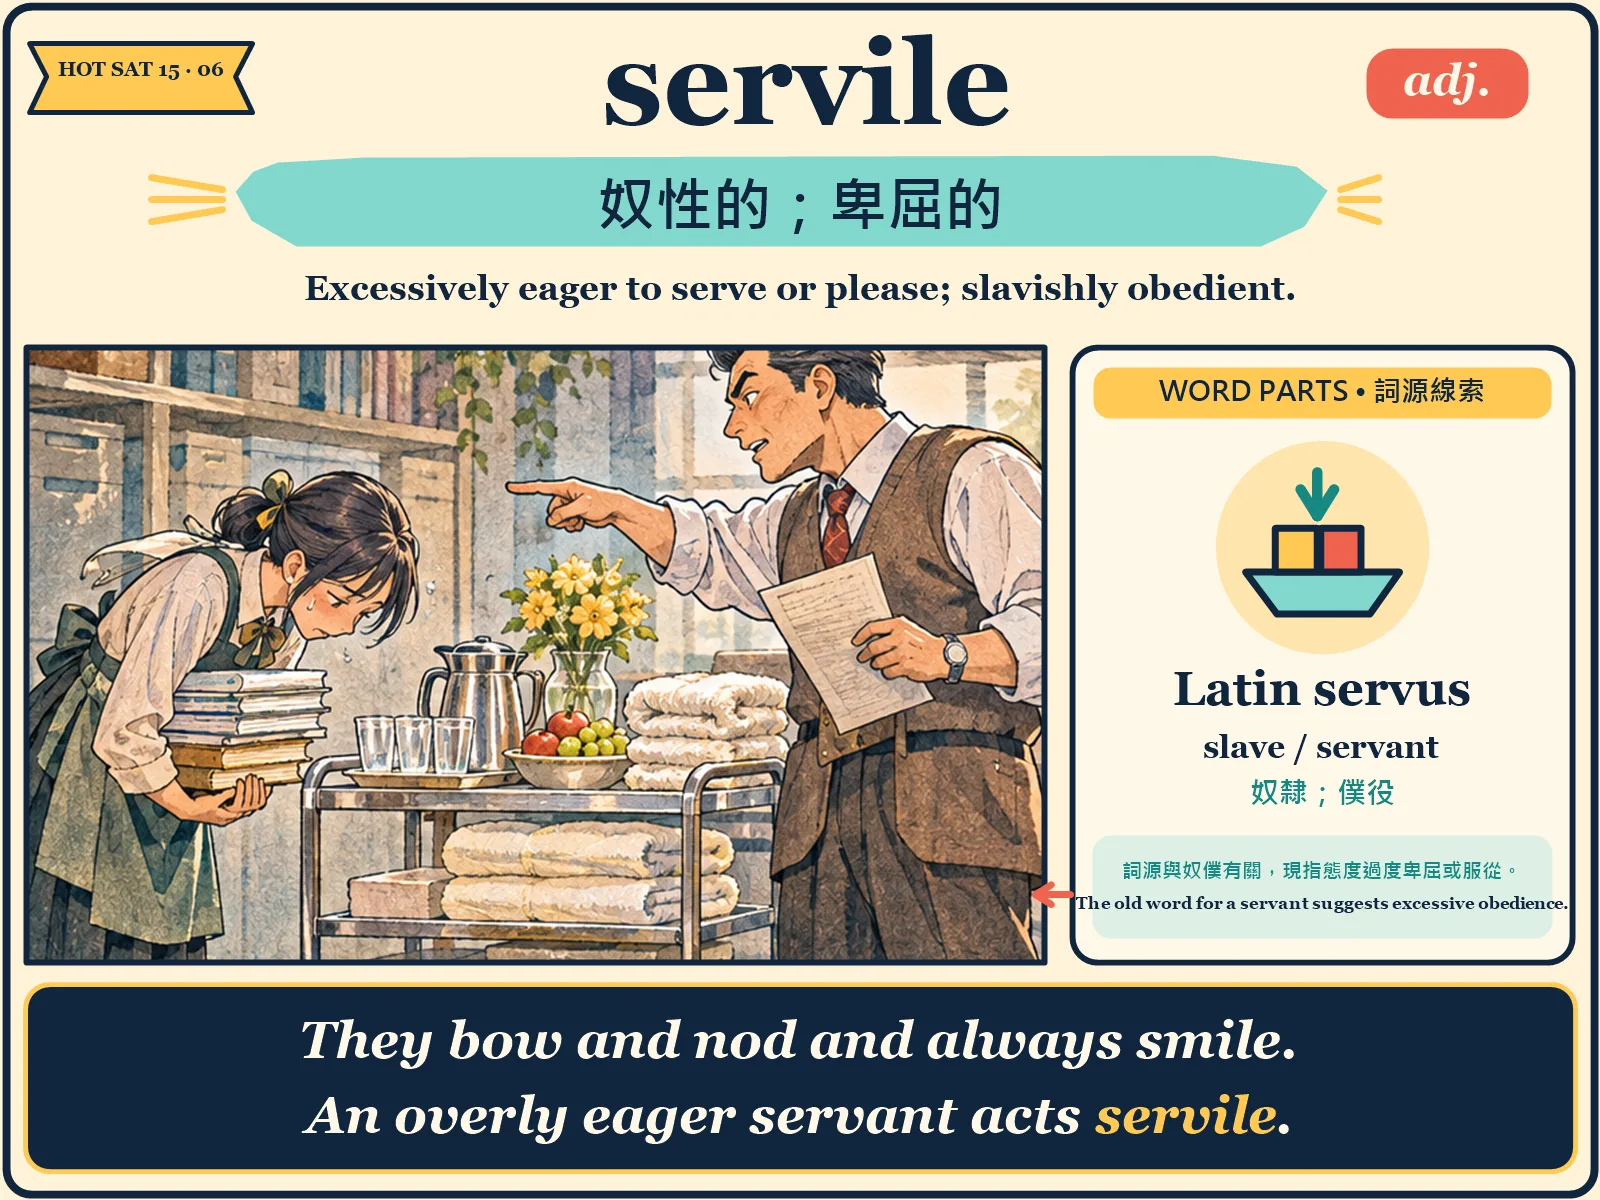 HOT SAT 15 · 06
servile
adj.
奴性的；卑屈的
Excessively eager to serve or please; slavishly obedient.
WORD PARTS • 詞源線索
Latin servus
slave / servant
奴隸；僕役
詞源與奴僕有關，現指態度過度卑屈或服從。
The old word for a servant suggests excessive obedience.
They bow and nod and always smile.
An overly eager servant acts servile.